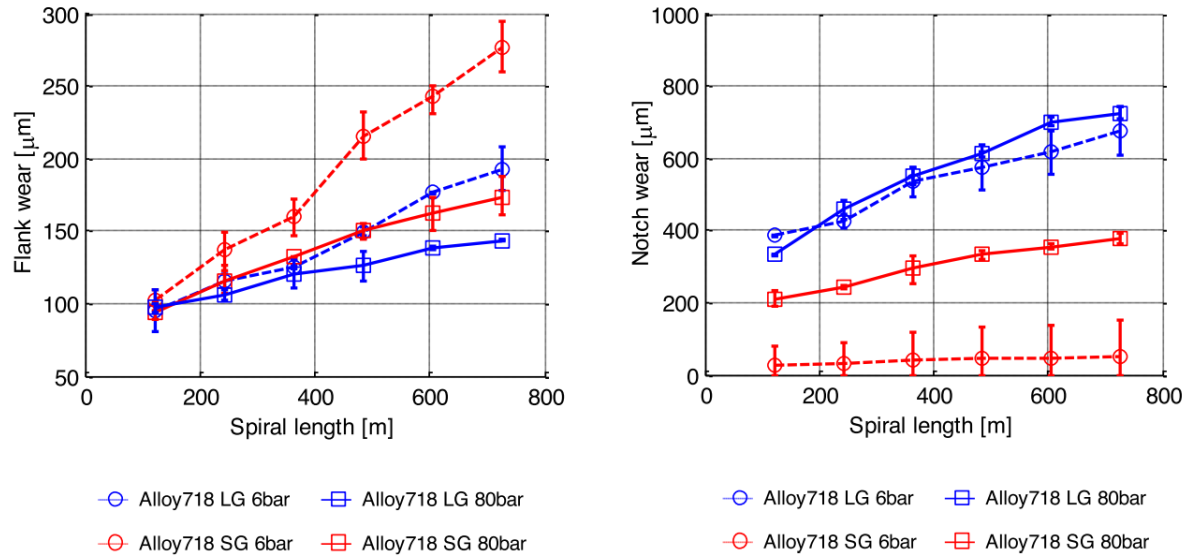 300
250
200
150
100
50
Flank wear [μm]
0 200 400 600 800
Spiral length [m]
Alloy718 LG 6bar Alloy718 LG 80bar
Alloy718 SG 6bar Alloy718 SG 80bar
1000
800
600
400
200
0
Notch wear [μm]
0 200 400 600 800
Spiral length [m]
Alloy718 LG 6bar Alloy718 LG 80bar
Alloy718 SG 6bar Alloy718 SG 80bar